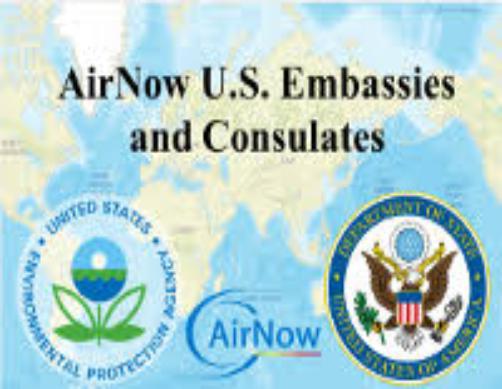 AirNow U.S. Embassies
and Consulates
UNITED STATES
ENVIRONMENTAL PROTECTION AGENCY
AirNow
DEPARTMENT OF STATE
UNITED STATES OF AMERICA